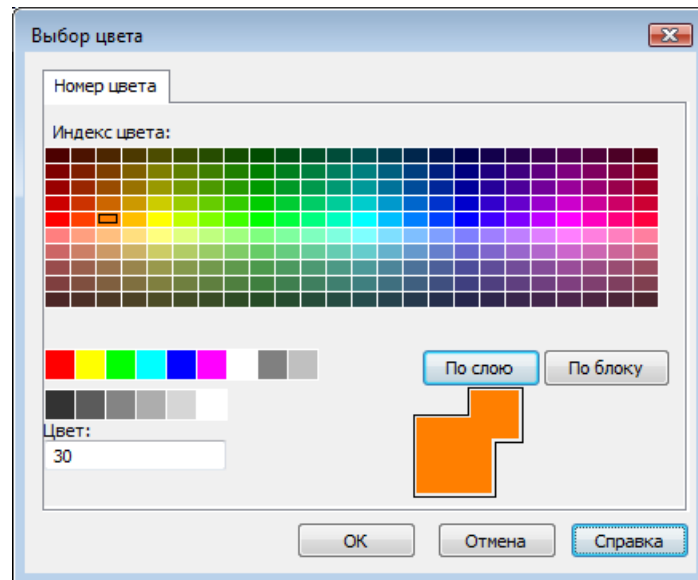 Выбор цвета
Номер цвета
Индекс цвета:
По слою
По блоку
Цвет:
30
OK
Отмена
Справка